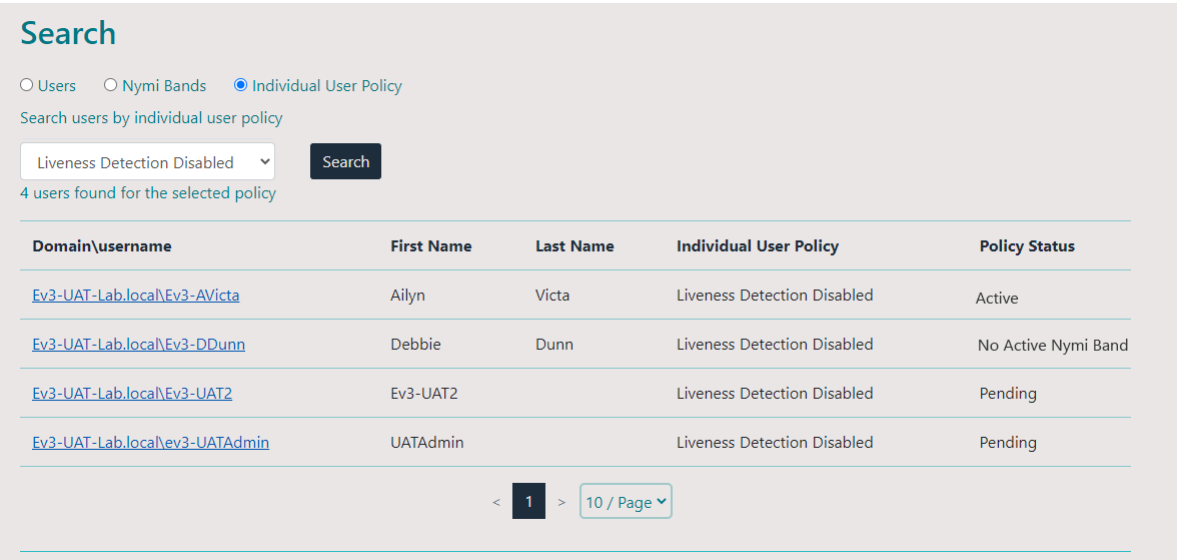 Search
Users Nymi Bands Individual User Policy
Search users by individual user policy
Liveness Detection Disabled Search
4 users found for the selected policy
Domain\username First Name Last Name Individual User Policy Policy Status
Ev3-UAT-Lab.local\Ev3-AVicta Ailyn Victa Liveness Detection Disabled Active
Ev3-UAT-Lab.local\Ev3-DDunn Debbie Dunn Liveness Detection Disabled No Active Nymi Band
Ev3-UAT-Lab.local\Ev3-UAT2 Ev3-UAT2 Liveness Detection Disabled Pending
Ev3-UAT-Lab.local\ev3-UATAdmin UATAdmin Liveness Detection Disabled Pending
< 1 > 10 / Page